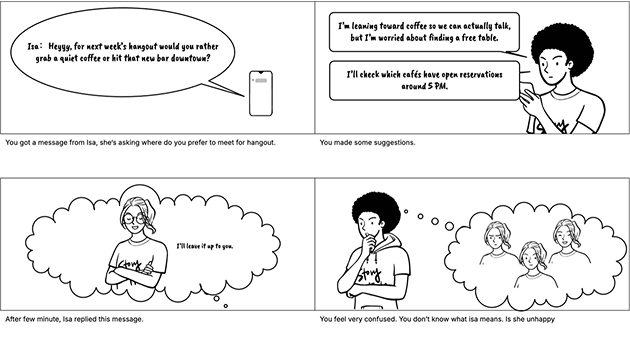 Isa: Heyyy, for next week's hangout would you rather
grab a quiet coffee or hit that new bar downtown?
You got a message from Isa, she's asking where do you prefer to meet for hangout.
I'm leaning toward coffee so we can actually talk,
but I'm worried about finding a free table.
I'll check which cafés have open reservations
around 5 PM.
Story
You made some suggestions.
I'll leave it up to you.
Story
After few minute, Isa replied this message.
Story
You feel very confused. You don't know what isa means. Is she unhappy